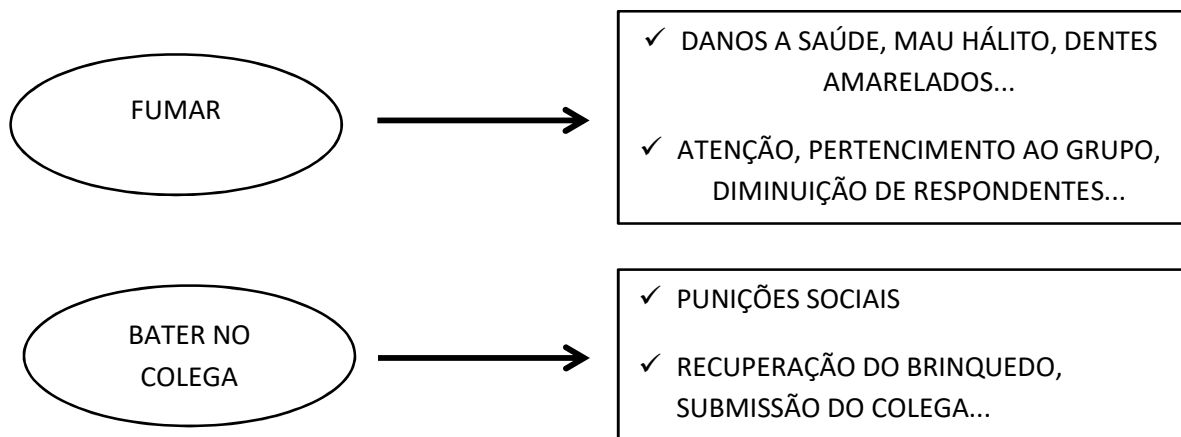 FUMAR
✓ DANOS A SAÚDE, MAU HÁLITO, DENTES
AMARELADOS...
✓ ATENÇÃO, PERTENCIMENTO AO GRUPO,
DIMINUIÇÃO DE RESPONDENTES...
BATER NO
COLEGA
✓ PUNIÇÕES SOCIAIS
✓ RECUPERAÇÃO DO BRINQUEDO,
SUBMISSÃO DO COLEGA...